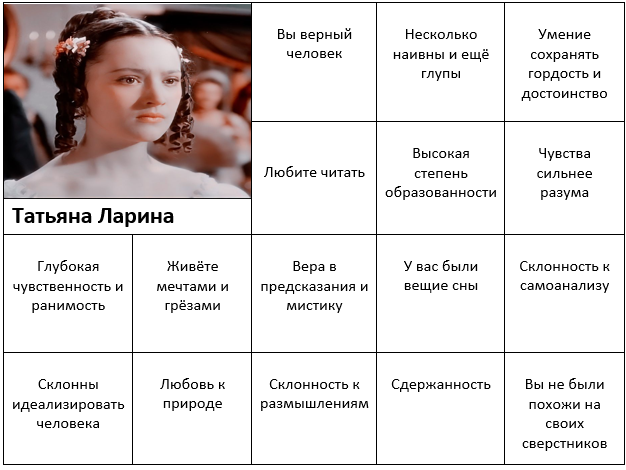 Вы верный
человек
Несколько
наивны и ещё
глупы
Умение
сохранять
гордость и
достоинство
Любите читать
Высокая
степень
образованности
Чувства
сильнее
разума
Татьяна Ларина
Глубокая
чувственность и
ранимость
Живёте
мечтами и
грёзами
Вера в
предсказания и
мистику
У вас были
вещие сны
Склонность к
самоанализу
Склонны
идеализировать
человека
Любовь к
природе
Склонность к
размышлениям
Сдержанность
Вы не были
похожи на
своих
сверстников